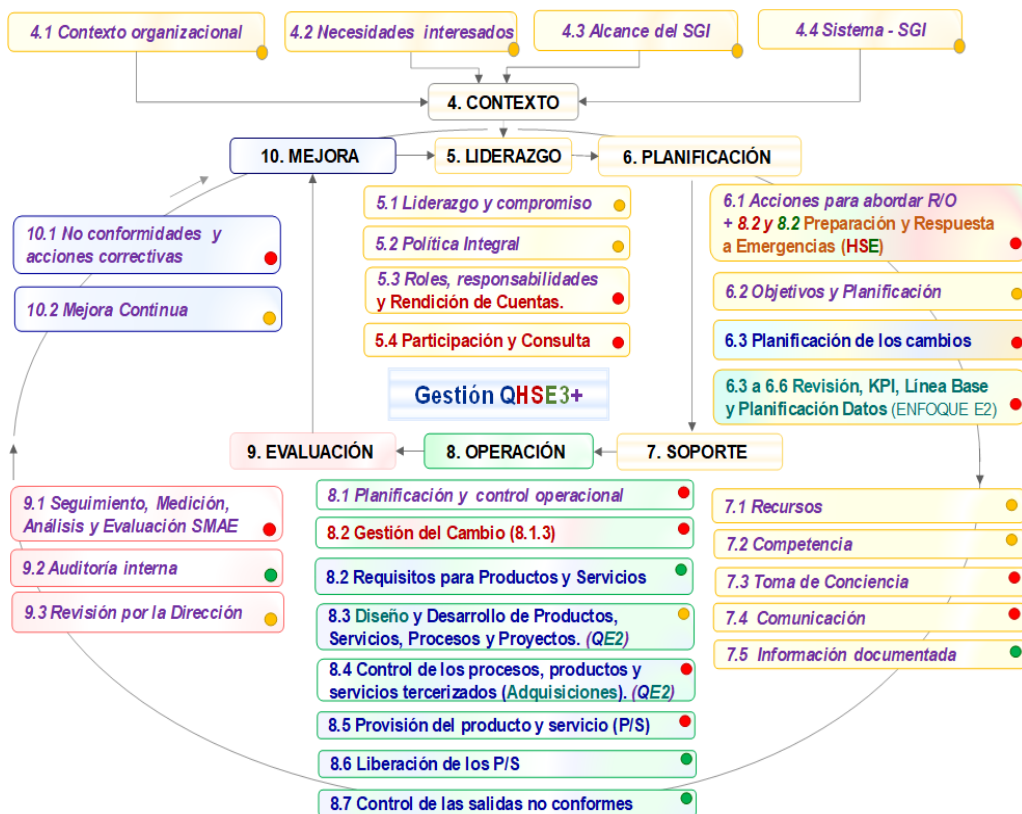 4.1 Contexto organizacional
4.2 Necesidades interesados
4.3 Alcance del SGI
4.4 Sistema - SGI
4. CONTEXTO
10. MEJORA
5. LIDERAZGO
6. PLANIFICACIÓN
5.1 Liderazgo y compromiso
5.2 Política Integral
5.3 Roles, responsabilidades
y Rendición de Cuentas.
5.4 Participación y Consulta
6.1 Acciones para abordar R/O
+ 8.2 y 8.2 Preparación y Respuesta
a Emergencias (HSE)
6.2 Objetivos y Planificación
6.3 Planificación de los cambios
6.3 a 6.6 Revisión, KPI, Línea Base
y Planificación Datos (ENFOQUE E2)
10.1 No conformidades y
acciones correctivas
10.2 Mejora Continua
Gestión QHSE3+
9. EVALUACIÓN
8. OPERACIÓN
7. SOPORTE
9.1 Seguimiento, Medición,
Análisis y Evaluación SMAE
9.2 Auditoría interna
9.3 Revisión por la Dirección
8.1 Planificación y control operacional
8.2 Gestión del Cambio (8.1.3)
8.2 Requisitos para Productos y Servicios
8.3 Diseño y Desarrollo de Productos,
Servicios, Procesos y Proyectos. (QE2)
8.4 Control de los procesos, productos y
servicios tercerizados (Adquisiciones). (QE2)
8.5 Provisión del producto y servicio (P/S)
8.6 Liberación de los P/S
8.7 Control de las salidas no conformes
7.1 Recursos
7.2 Competencia
7.3 Toma de Conciencia
7.4 Comunicación
7.5 Información documentada